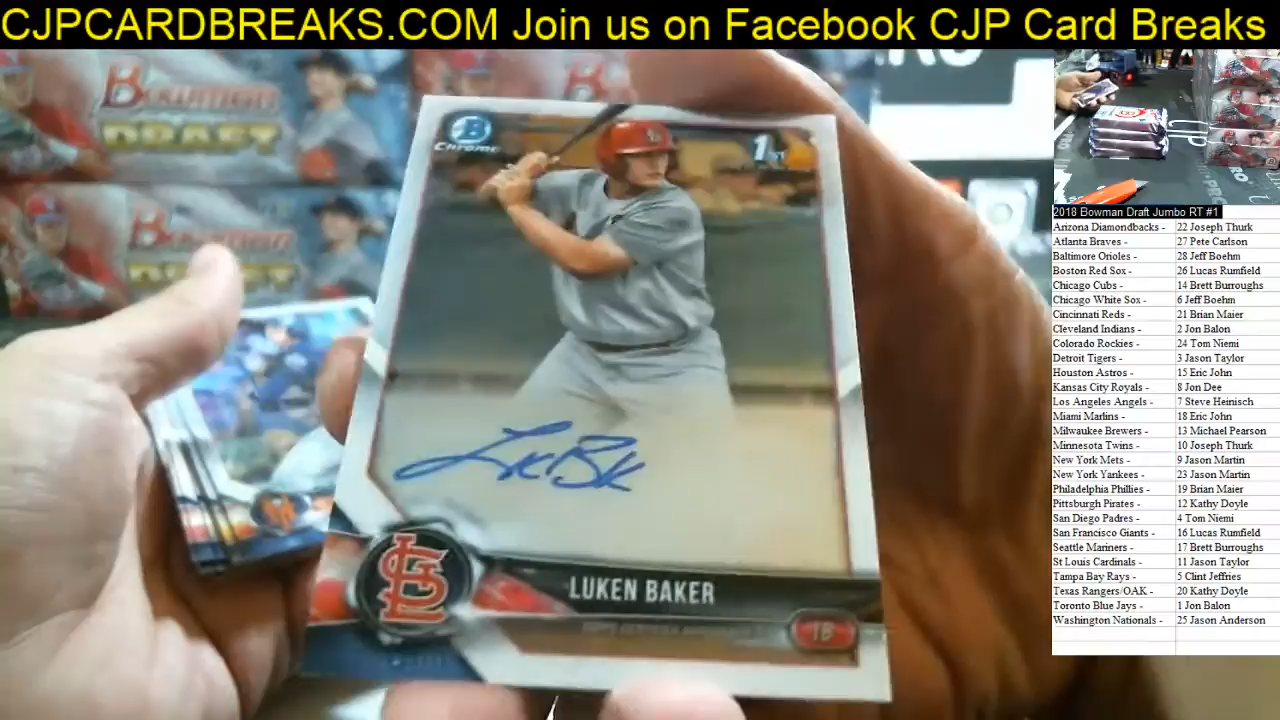 CJPCARDBREAKS.COM Join us on Facebook CJP Card Breaks
Bowman
DRAFT
Bowman
DRAFT
B
Chrome
1ST
Luken Baker
LUKEN BAKER
1B
CJP
2018 Bowman Draft Jumbo RT #1
Arizona Diamondbacks - 22 Joseph Thurk
Atlanta Braves - 27 Pete Carlson
Baltimore Orioles - 28 Jeff Boehm
Boston Red Sox - 26 Lucas Rumfield
Chicago Cubs - 14 Brett Burroughs
Chicago White Sox - 6 Jeff Boehm
Cincinnati Reds - 21 Brian Maier
Cleveland Indians - 2 Jon Balon
Colorado Rockies - 24 Tom Niemi
Detroit Tigers - 3 Jason Taylor
Houston Astros - 15 Eric John
Kansas City Royals - 8 Jon Dee
Los Angeles Angels - 7 Steve Heinisch
Miami Marlins - 18 Eric John
Milwaukee Brewers - 13 Michael Pearson
Minnesota Twins - 10 Joseph Thurk
New York Mets - 9 Jason Martin
New York Yankees - 23 Jason Martin
Philadelphia Phillies - 19 Brian Maier
Pittsburgh Pirates - 12 Kathy Doyle
San Diego Padres - 4 Tom Niemi
San Francisco Giants - 16 Lucas Rumfield
Seattle Mariners - 17 Brett Burroughs
St Louis Cardinals - 11 Jason Taylor
Tampa Bay Rays - 5 Clint Jeffries
Texas Rangers/OAK - 20 Kathy Doyle
Toronto Blue Jays - 1 Jon Balon
Washington Nationals - 25 Jason Anderson